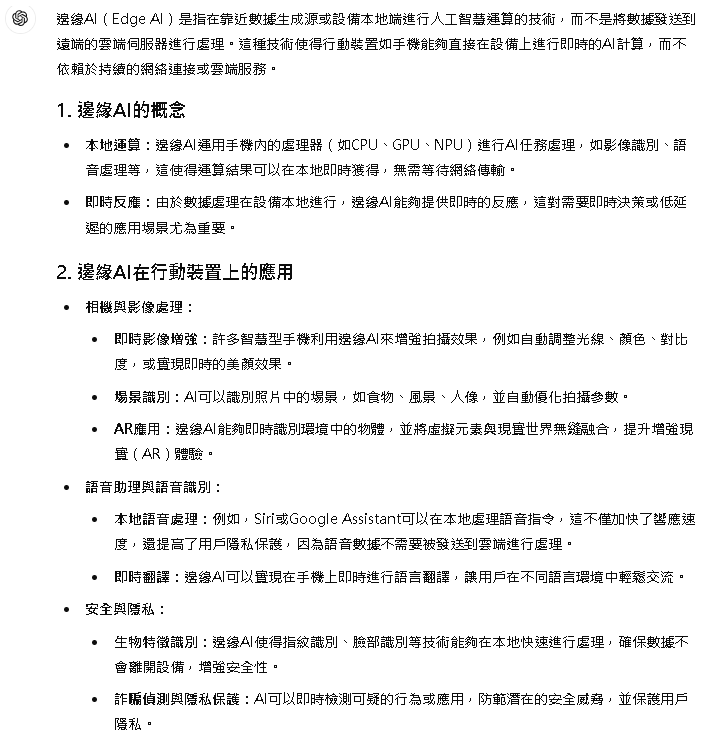 邊緣AI（Edge AI）是指在靠近數據生成源或設備本地端進行人工智慧運算的技術，而不是將數據發送到
遠端的雲端伺服器進行處理。這種技術使得行動裝置如手機能夠直接在設備上進行即時的AI計算，而不
依賴於持續的網絡連接或雲端服務。
1. 邊緣AI的概念
• 本地運算：邊緣AI運用手機內的處理器（如CPU、GPU、NPU）進行AI任務處理，如影像識別、語
音處理等，這使得運算結果可以在本地即時獲得，無需等待網絡傳輸。
• 即時反應：由於數據處理在設備本地進行，邊緣AI能夠提供即時的反應，這對需要即時決策或低延
遲的應用場景尤為重要。
2. 邊緣AI在行動裝置上的應用
• 相機與影像處理：
• 即時影像增強：許多智慧型手機利用邊緣AI來增強拍攝效果，例如自動調整光線、顏色、對比
度，或實現即時的美顏效果。
• 場景識別：AI可以識別照片中的場景，如食物、風景、人像，並自動優化拍攝參數。
• AR應用：邊緣AI能夠即時識別環境中的物體，並將虛擬元素與現實世界無縫融合，提升增強現
實（AR）體驗。
• 語音助理與語音識別：
• 本地語音處理：例如，Siri或Google Assistant可以在本地處理語音指令，這不僅加快了響應速
度，還提高了用戶隱私保護，因為語音數據不需要被發送到雲端進行處理。
• 即時翻譯：邊緣AI可以實現在手機上即時進行語言翻譯，讓用戶在不同語言環境中輕鬆交流。
• 安全與隱私：
• 生物特徵識別：邊緣AI使得指紋識別、臉部識別等技術能夠在本地快速進行處理，確保數據不
會離開設備，增強安全性。
• 詐騙偵測與隱私保護：AI可以即時檢測可疑的行為或應用，防範潛在的安全威脅，並保護用戶
隱私。